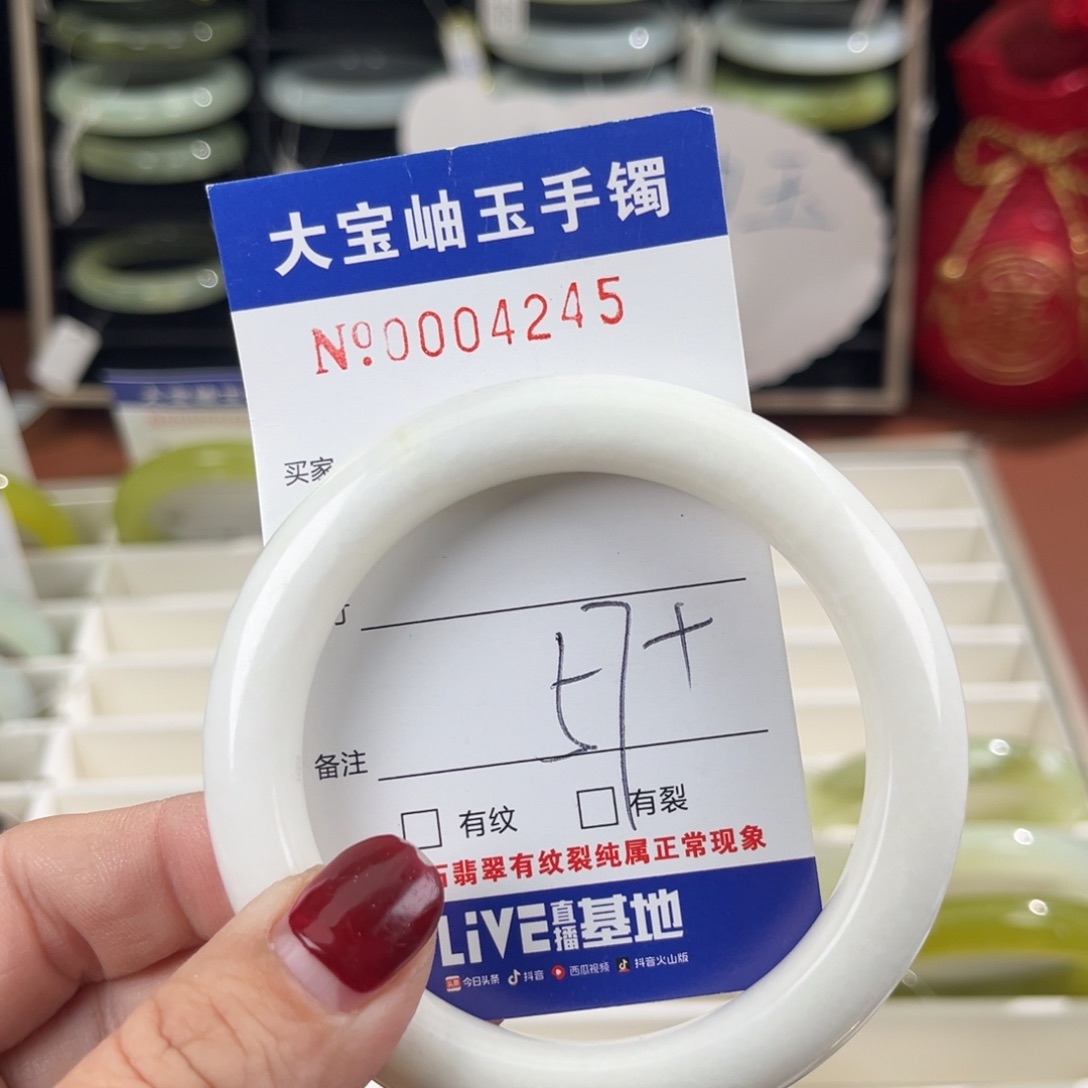 大宝岫玉手镯
№0004245
买家
备注
57+
□ 有纹 □ 有裂
翡翠有纹裂纯属正常现象
LiVE直播基地
今日头条 抖音 西瓜视频 抖音火山版
玉